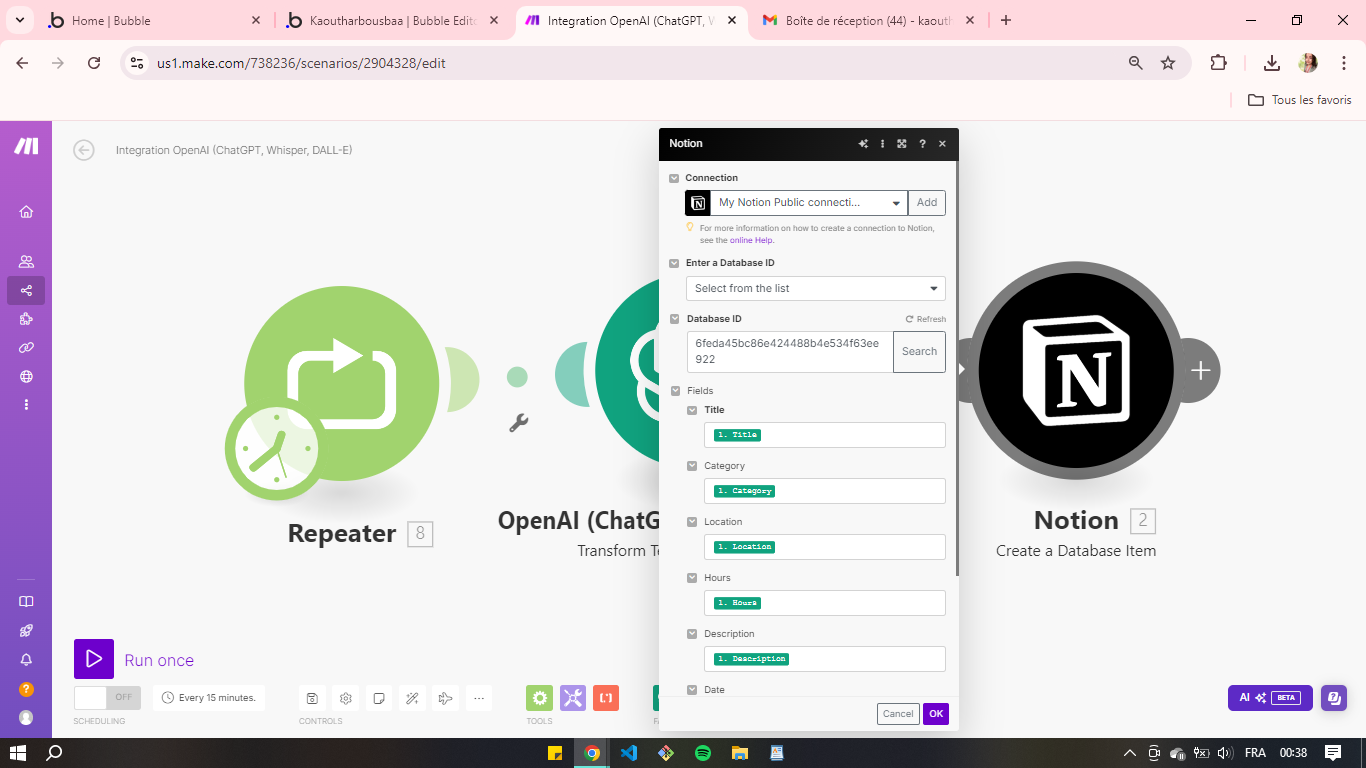 Home | Bubble
Kaoutharbousbaa | Bubble Edito
Integration OpenAI (ChatGPT, W
Boîte de réception (44) - kaouth
us1.make.com/738236/scenarios/2904328/edit
Tous les favoris
Integration OpenAI (ChatGPT, Whisper, DALL-E)
Notion
Connection
My Notion Public connecti...
Add
For more information on how to create a connection to Notion,
see the online Help.
Enter a Database ID
Select from the list
Database ID
Refresh
6feda45bc86e424488b4e534f63ee
922
Search
Fields
Title
1. Title
Category
1. Category
Location
1. Location
Hours
1. Hours
Description
1. Description
Date
Cancel
OK
Repeater 8
OpenAI (ChatG
Transform Te
Notion 2
Create a Database Item
Run once
OFF
Every 15 minutes.
SCHEDULING
CONTROLS
TOOLS
AI BETA
FRA
00:38